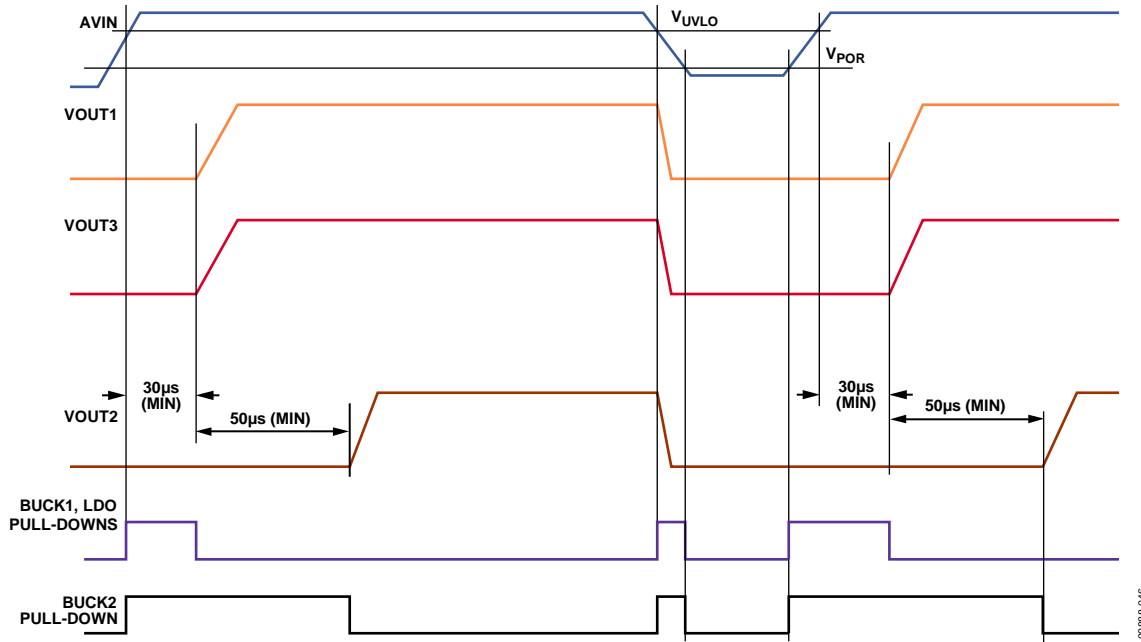 AVIN
VUVLO
VPOR
VOUT1
VOUT3
30µs
(MIN)
30µs
(MIN)
VOUT2
50µs (MIN)
50µs (MIN)
BUCK1, LDO
PULL-DOWNS
BUCK2
PULL-DOWN